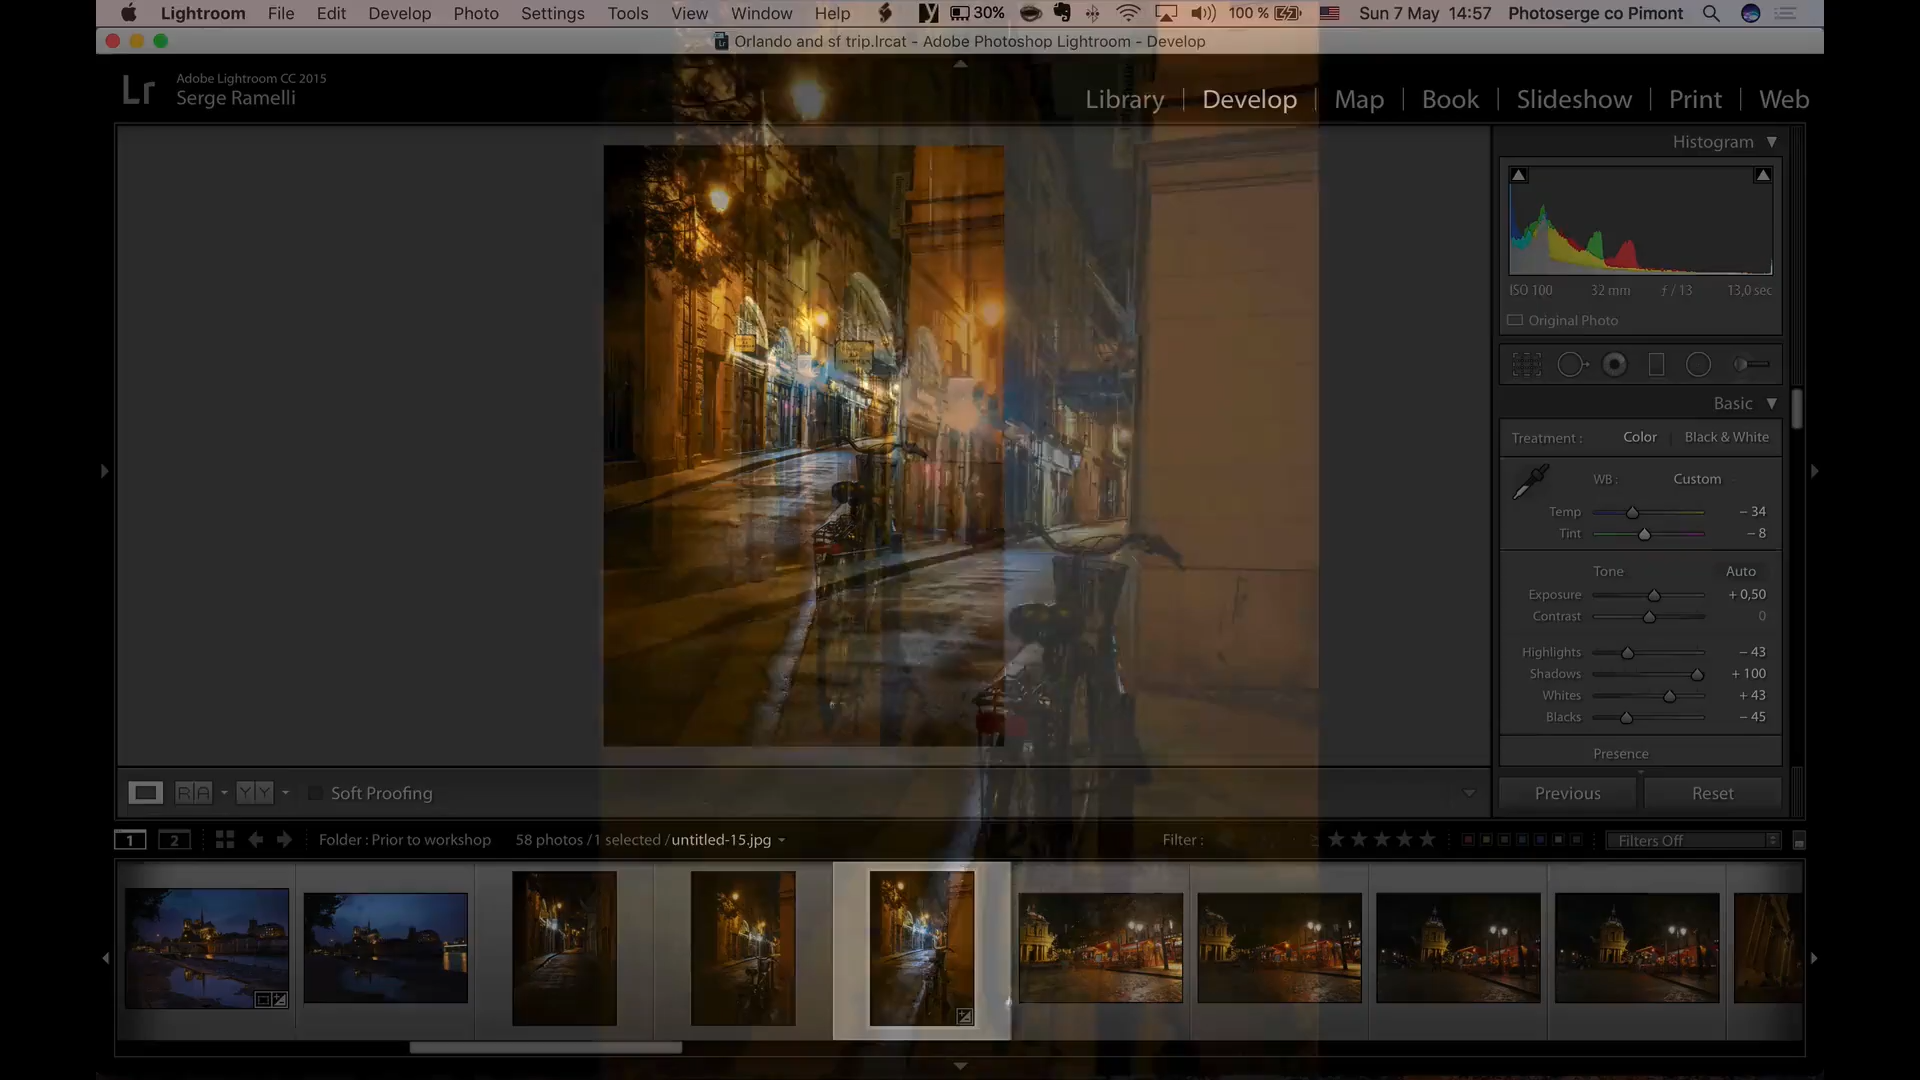 Lightroom File Edit Develop Photo Settings Tools View Window Help 30% 100 % Sun 7 May 14:57 Photoserge co Pimont
Orlando and sf trip.lrcat - Adobe Photoshop Lightroom - Develop
Lr
Adobe Lightroom CC 2015
Serge Ramelli
Library | Develop | Map | Book | Slideshow | Print | Web
Histogram
ISO 100 32 mm ƒ / 13 13,0 sec
Original Photo
Basic
Treatment : Color Black & White
WB : Custom
Temp − 34
Tint − 8
Tone Auto
Exposure + 0,50
Contrast 0
Highlights − 43
Shadows + 100
Whites + 43
Blacks − 45
Presence
R A Y Y Soft Proofing
Previous Reset
1 2 Folder : Prior to workshop 58 photos / 1 selected / untitled-15.jpg Filter : Filters Off